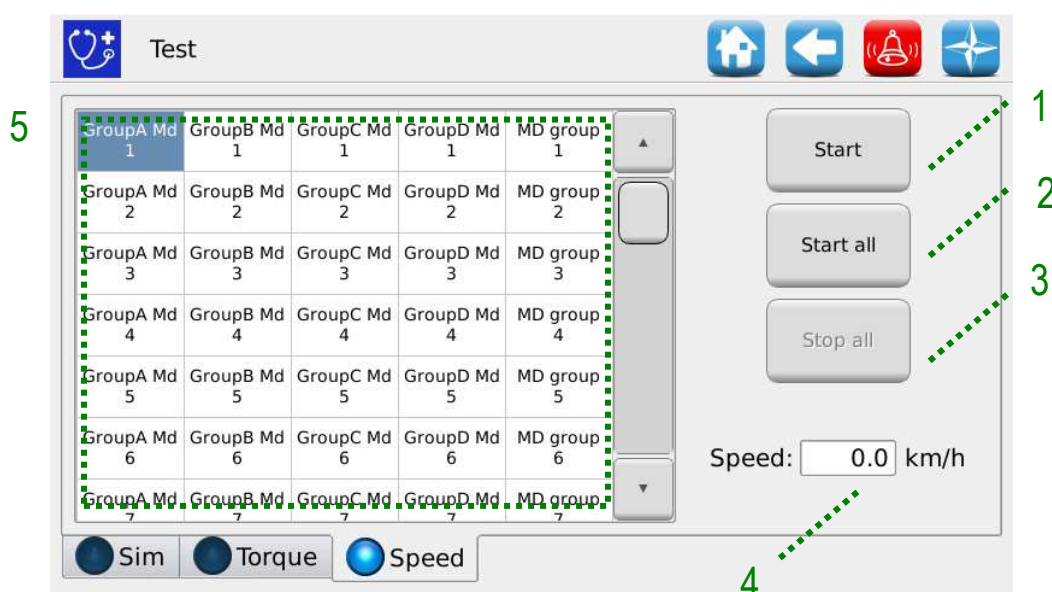 Test
5
GroupA Md GroupB Md GroupC Md GroupD Md MD group
1 1 1 1 1
GroupA Md GroupB Md GroupC Md GroupD Md MD group
2 2 2 2 2
GroupA Md GroupB Md GroupC Md GroupD Md MD group
3 3 3 3 3
GroupA Md GroupB Md GroupC Md GroupD Md MD group
4 4 4 4 4
GroupA Md GroupB Md GroupC Md GroupD Md MD group
5 5 5 5 5
GroupA Md GroupB Md GroupC Md GroupD Md MD group
6 6 6 6 6
GroupA Md GroupB Md GroupC Md GroupD Md MD group
7 7 7 7 7
Start
1
Start all
2
Stop all
3
Speed: 0.0 km/h
4
Sim Torque Speed